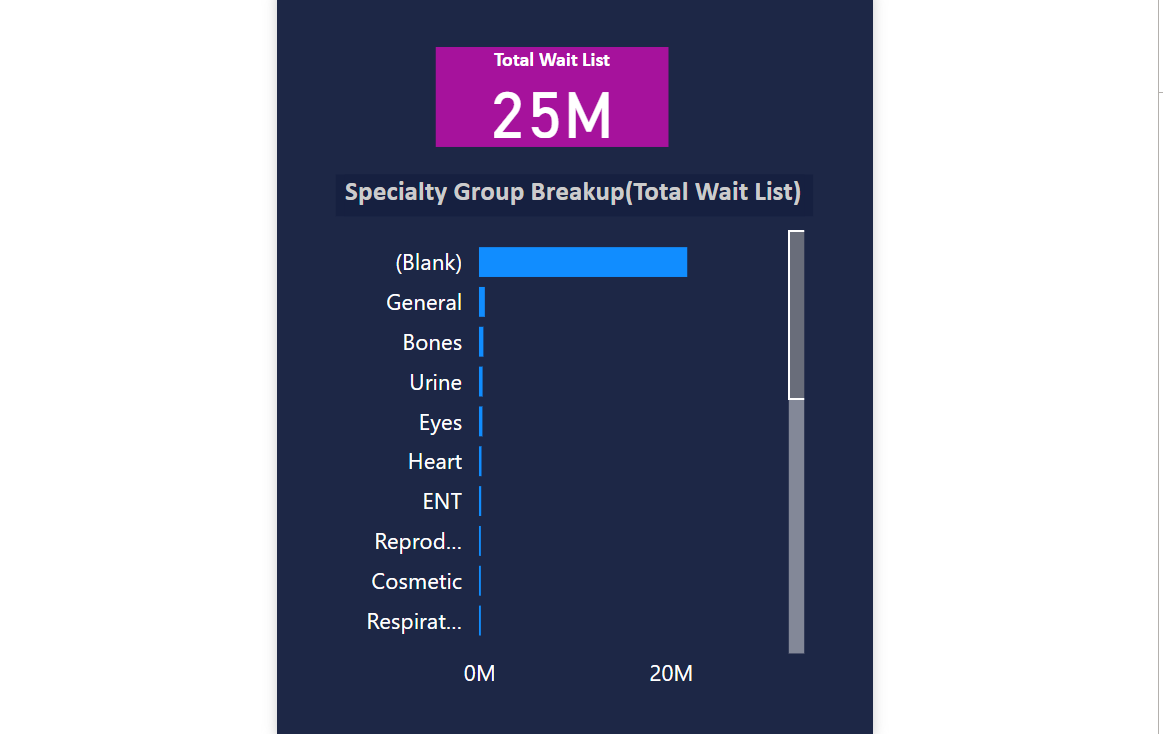 Total Wait List
25M
Specialty Group Breakup(Total Wait List)
(Blank)
General
Bones
Urine
Eyes
Heart
ENT
Reprod...
Cosmetic
Respirat...
0M 20M